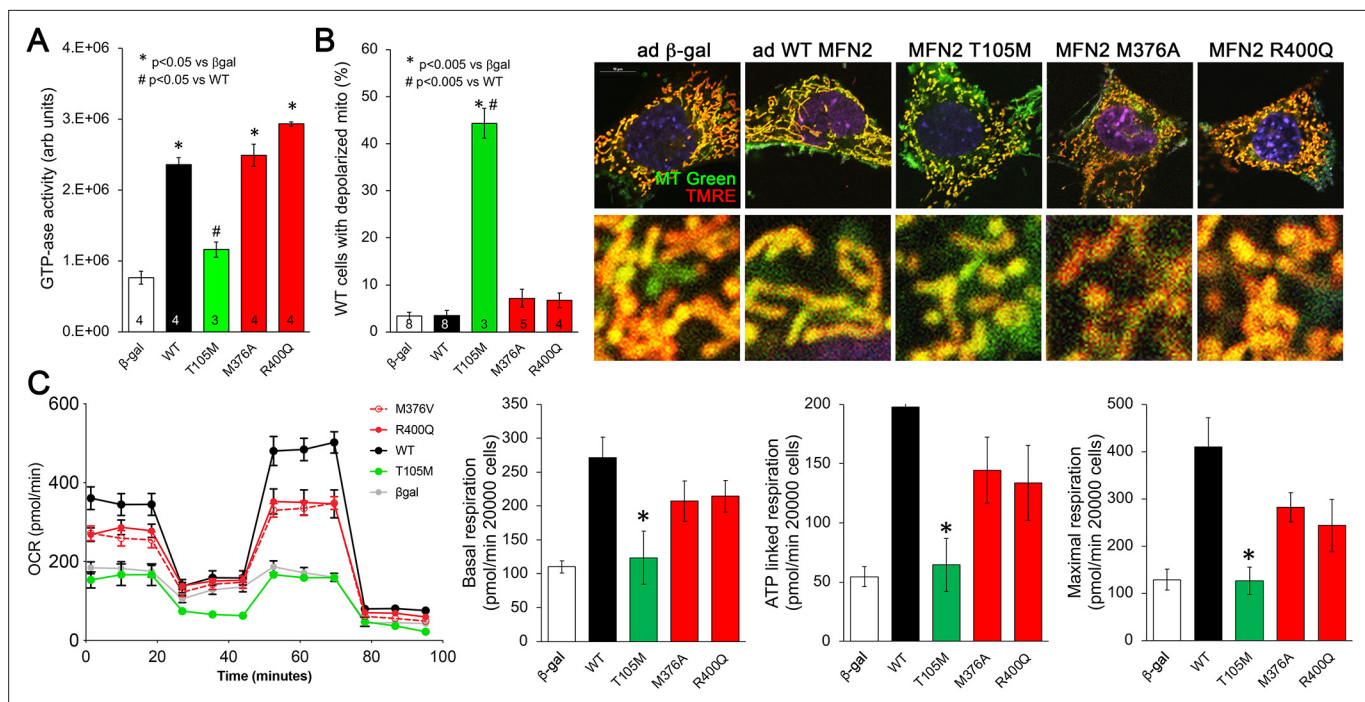 A
4.E+06
3.E+06
2.E+06
1.E+06
0.E+00
GTP-ase activity (arb units)
* p<0.05 vs βgal
# p<0.05 vs WT
*
#
*
*
4
4
3
4
4
β-gal
WT
T105M
M376A
R400Q
B
60
50
40
30
20
10
0
WT cells with depolarized mito (%)
* p<0.005 vs βgal
# p<0.005 vs WT
* #
8
8
3
5
4
β-gal
WT
T105M
M376A
R400Q
ad β-gal
ad WT MFN2
MFN2 T105M
MFN2 M376A
MFN2 R400Q
MT Green
TMRE
C
600
400
200
0
OCR (pmol/min)
0
20
40
60
80
100
Time (minutes)
M376V
R400Q
WT
T105M
βgal
350
300
250
200
150
100
50
0
Basal respiration
(pmol/min 20000 cells)
*
β-gal
WT
T105M
M376A
R400Q
200
150
100
50
0
ATP linked respiration
(pmol/min 20000 cells)
*
β-gal
WT
T105M
M376A
R400Q
500
400
300
200
100
0
Maximal respiration
(pmol/min 20000 cells)
*
β-gal
WT
T105M
M376A
R400Q